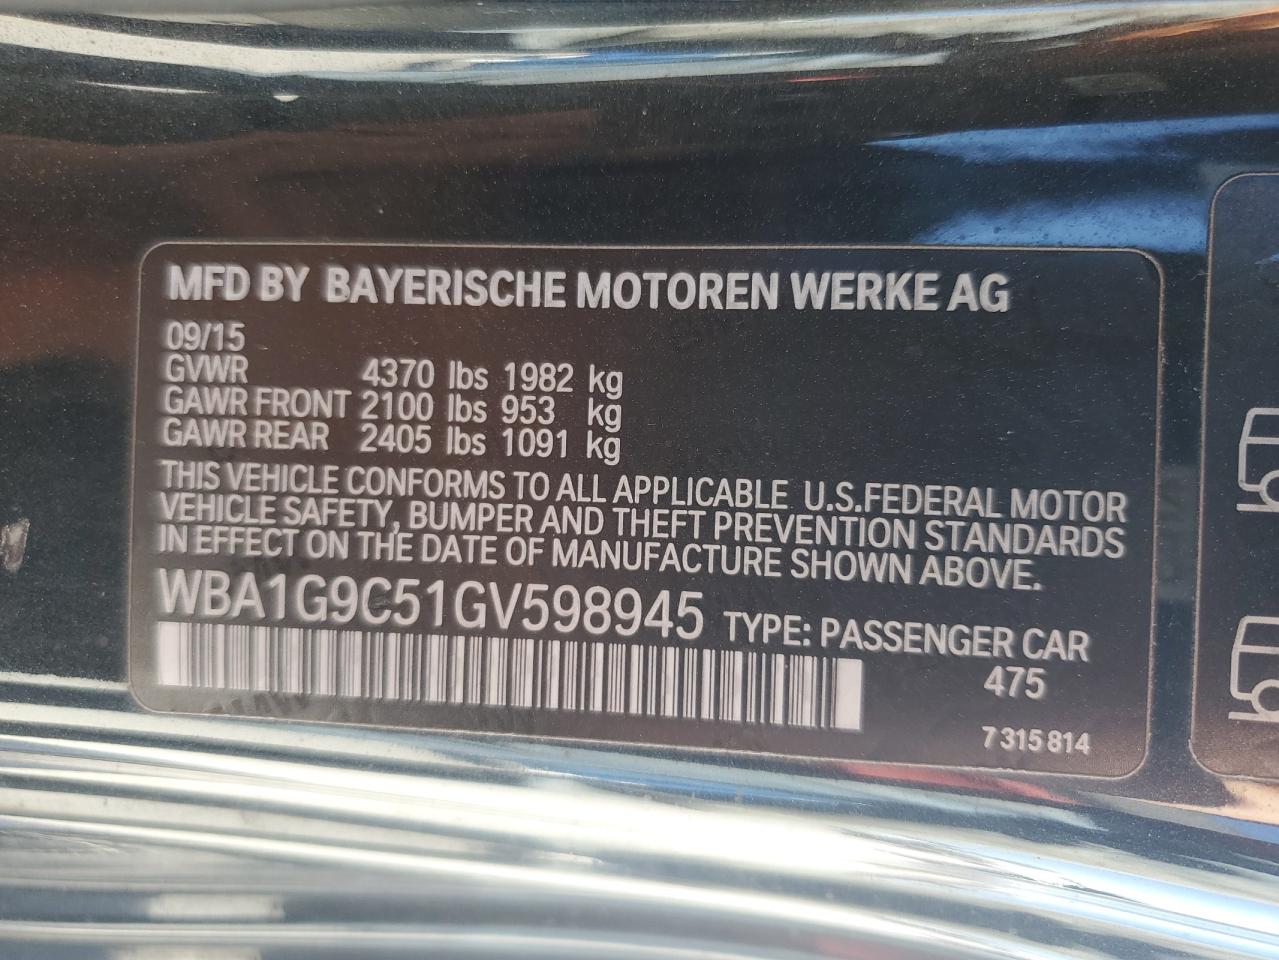 MFD BY BAYERISCHE MOTOREN WERKE AG
09/15
GVWR 4370 lbs 1982 kg
GAWR FRONT 2100 lbs 953 kg
GAWR REAR 2405 lbs 1091 kg
THIS VEHICLE CONFORMS TO ALL APPLICABLE U.S.FEDERAL MOTOR
VEHICLE SAFETY, BUMPER AND THEFT PREVENTION STANDARDS
IN EFFECT ON THE DATE OF MANUFACTURE SHOWN ABOVE.
WBA1G9C51GV598945 TYPE: PASSENGER CAR
475
7 315 814